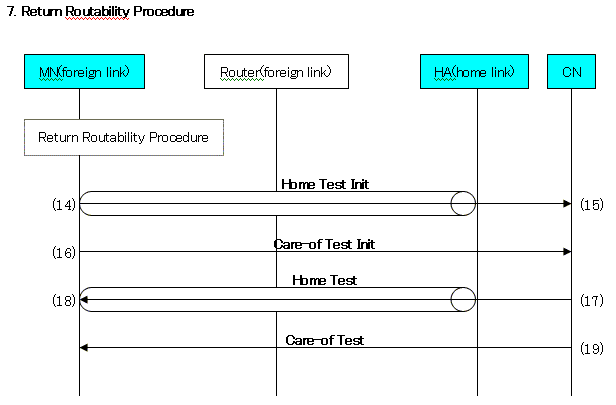 7. Return Routability Procedure
MN(foreign link)
Router(foreign link)
HA(home link)
CN
Return Routability Procedure
Home Test Init
(14)
(15)
Care-of Test Init
(16)
Home Test
(18)
(17)
Care-of Test
(19)